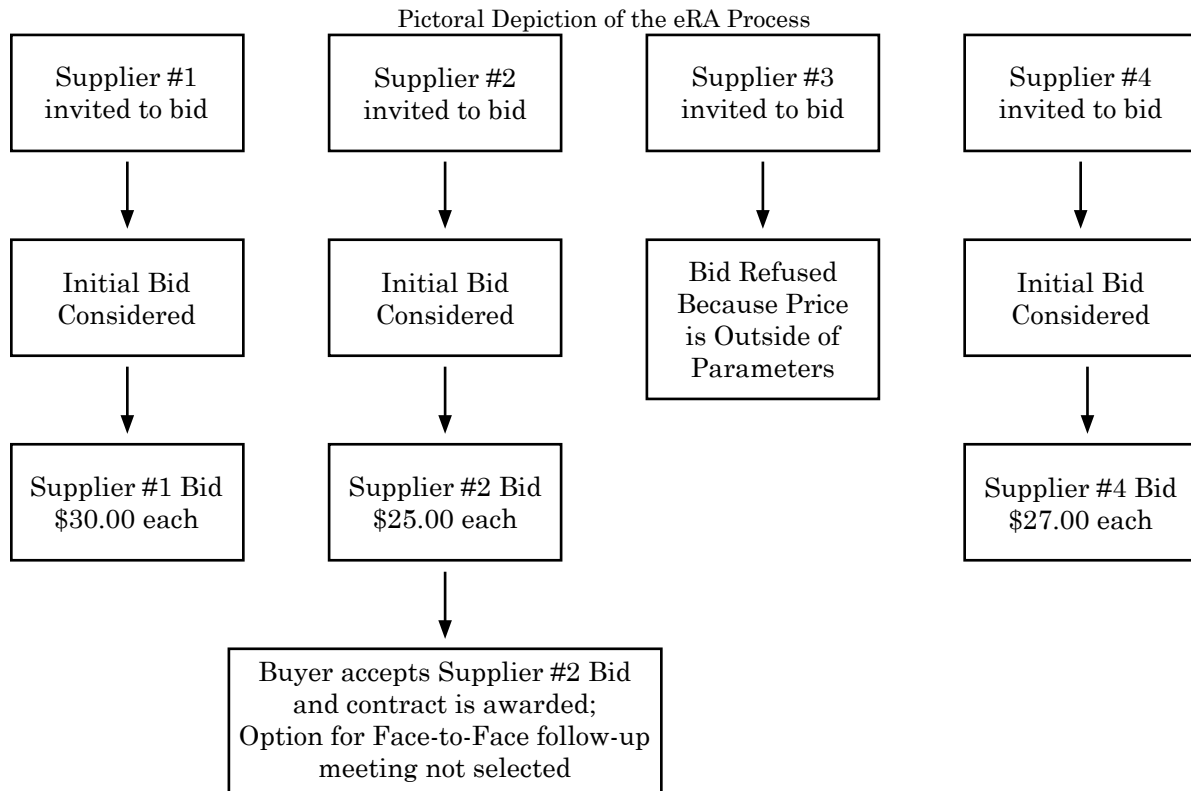 Pictoral Depiction of the eRA Process
Supplier #1
invited to bid
Supplier #2
invited to bid
Supplier #3
invited to bid
Supplier #4
invited to bid
Initial Bid
Considered
Initial Bid
Considered
Bid Refused
Because Price
is Outside of
Parameters
Initial Bid
Considered
Supplier #1 Bid
$30.00 each
Supplier #2 Bid
$25.00 each
Supplier #4 Bid
$27.00 each
Buyer accepts Supplier #2 Bid
and contract is awarded;
Option for Face-to-Face follow-up
meeting not selected